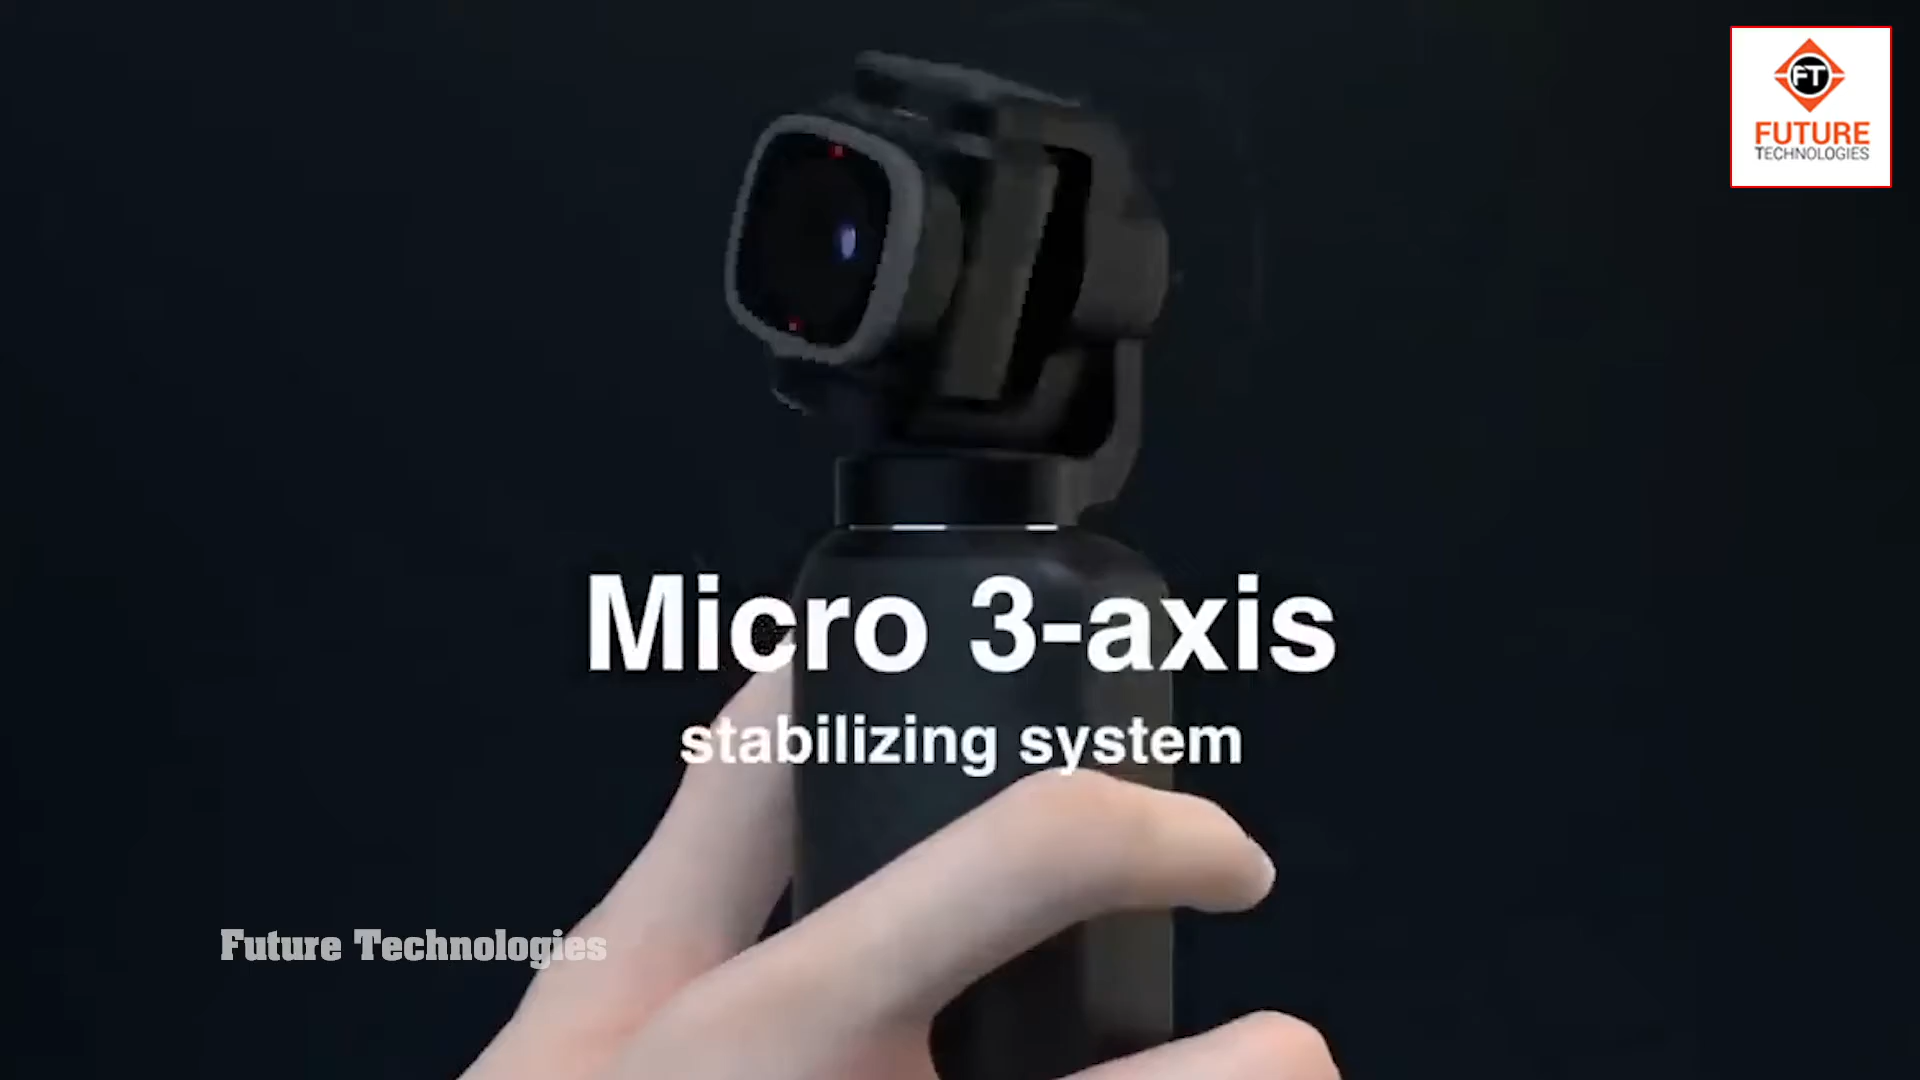 FT
FUTURE
TECHNOLOGIES
Micro 3-axis
stabilizing system
Future Technologies